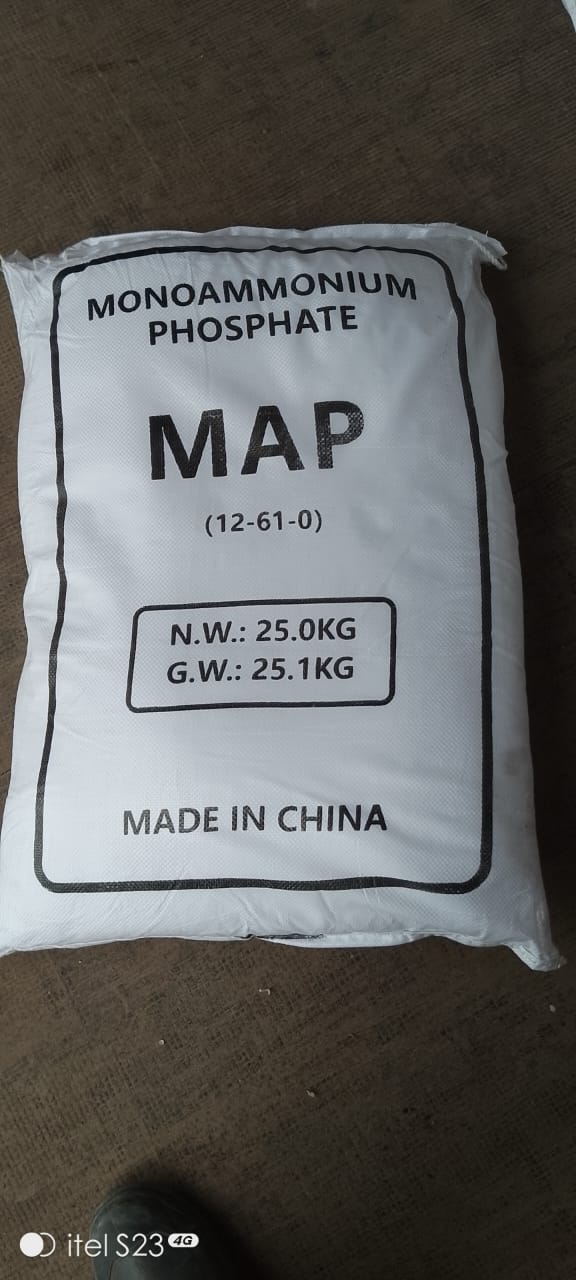 MONOAMMONIUM
PHOSPHATE
MAP
(12-61-0)
N.W.: 25.0KG
G.W.: 25.1KG
MADE IN CHINA
itel S23 4G